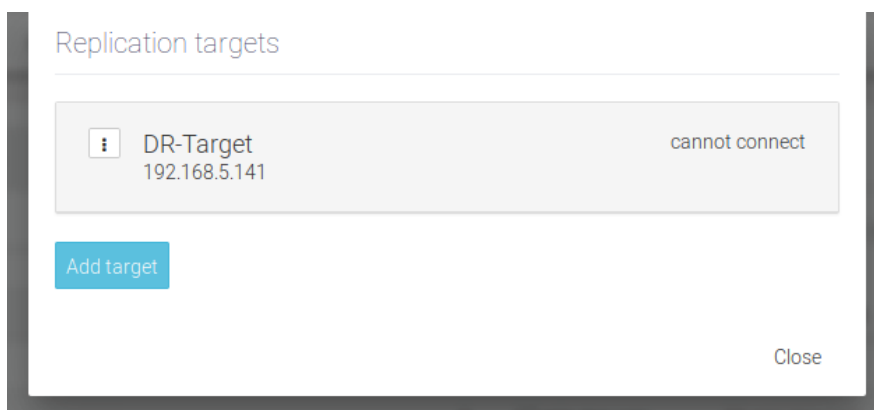 Replication targets
DR-Target
cannot connect
192.168.5.141
Add target
Close